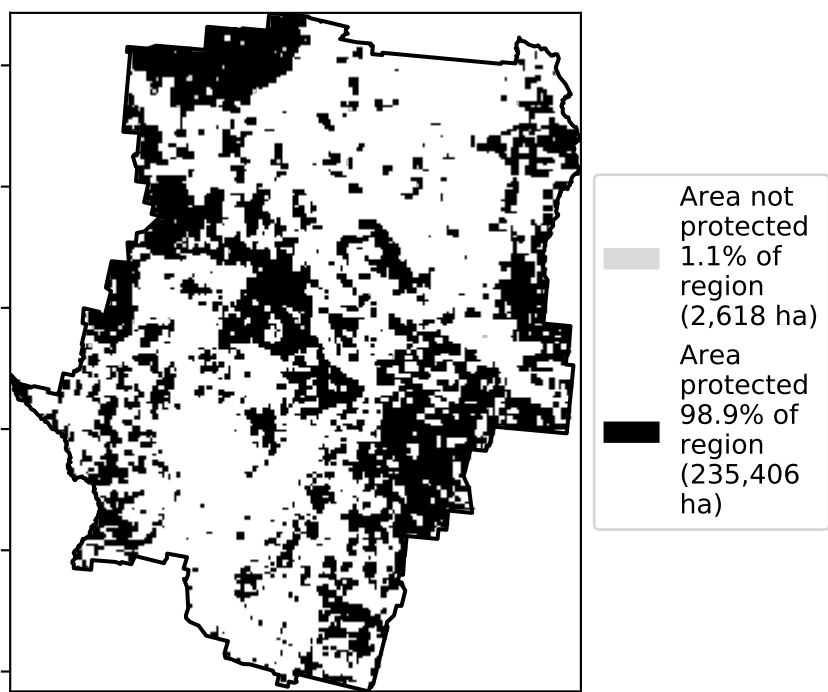 Area not
protected
1.1% of
region
(2,618 ha)
Area
protected
98.9% of
region
(235,406
ha)